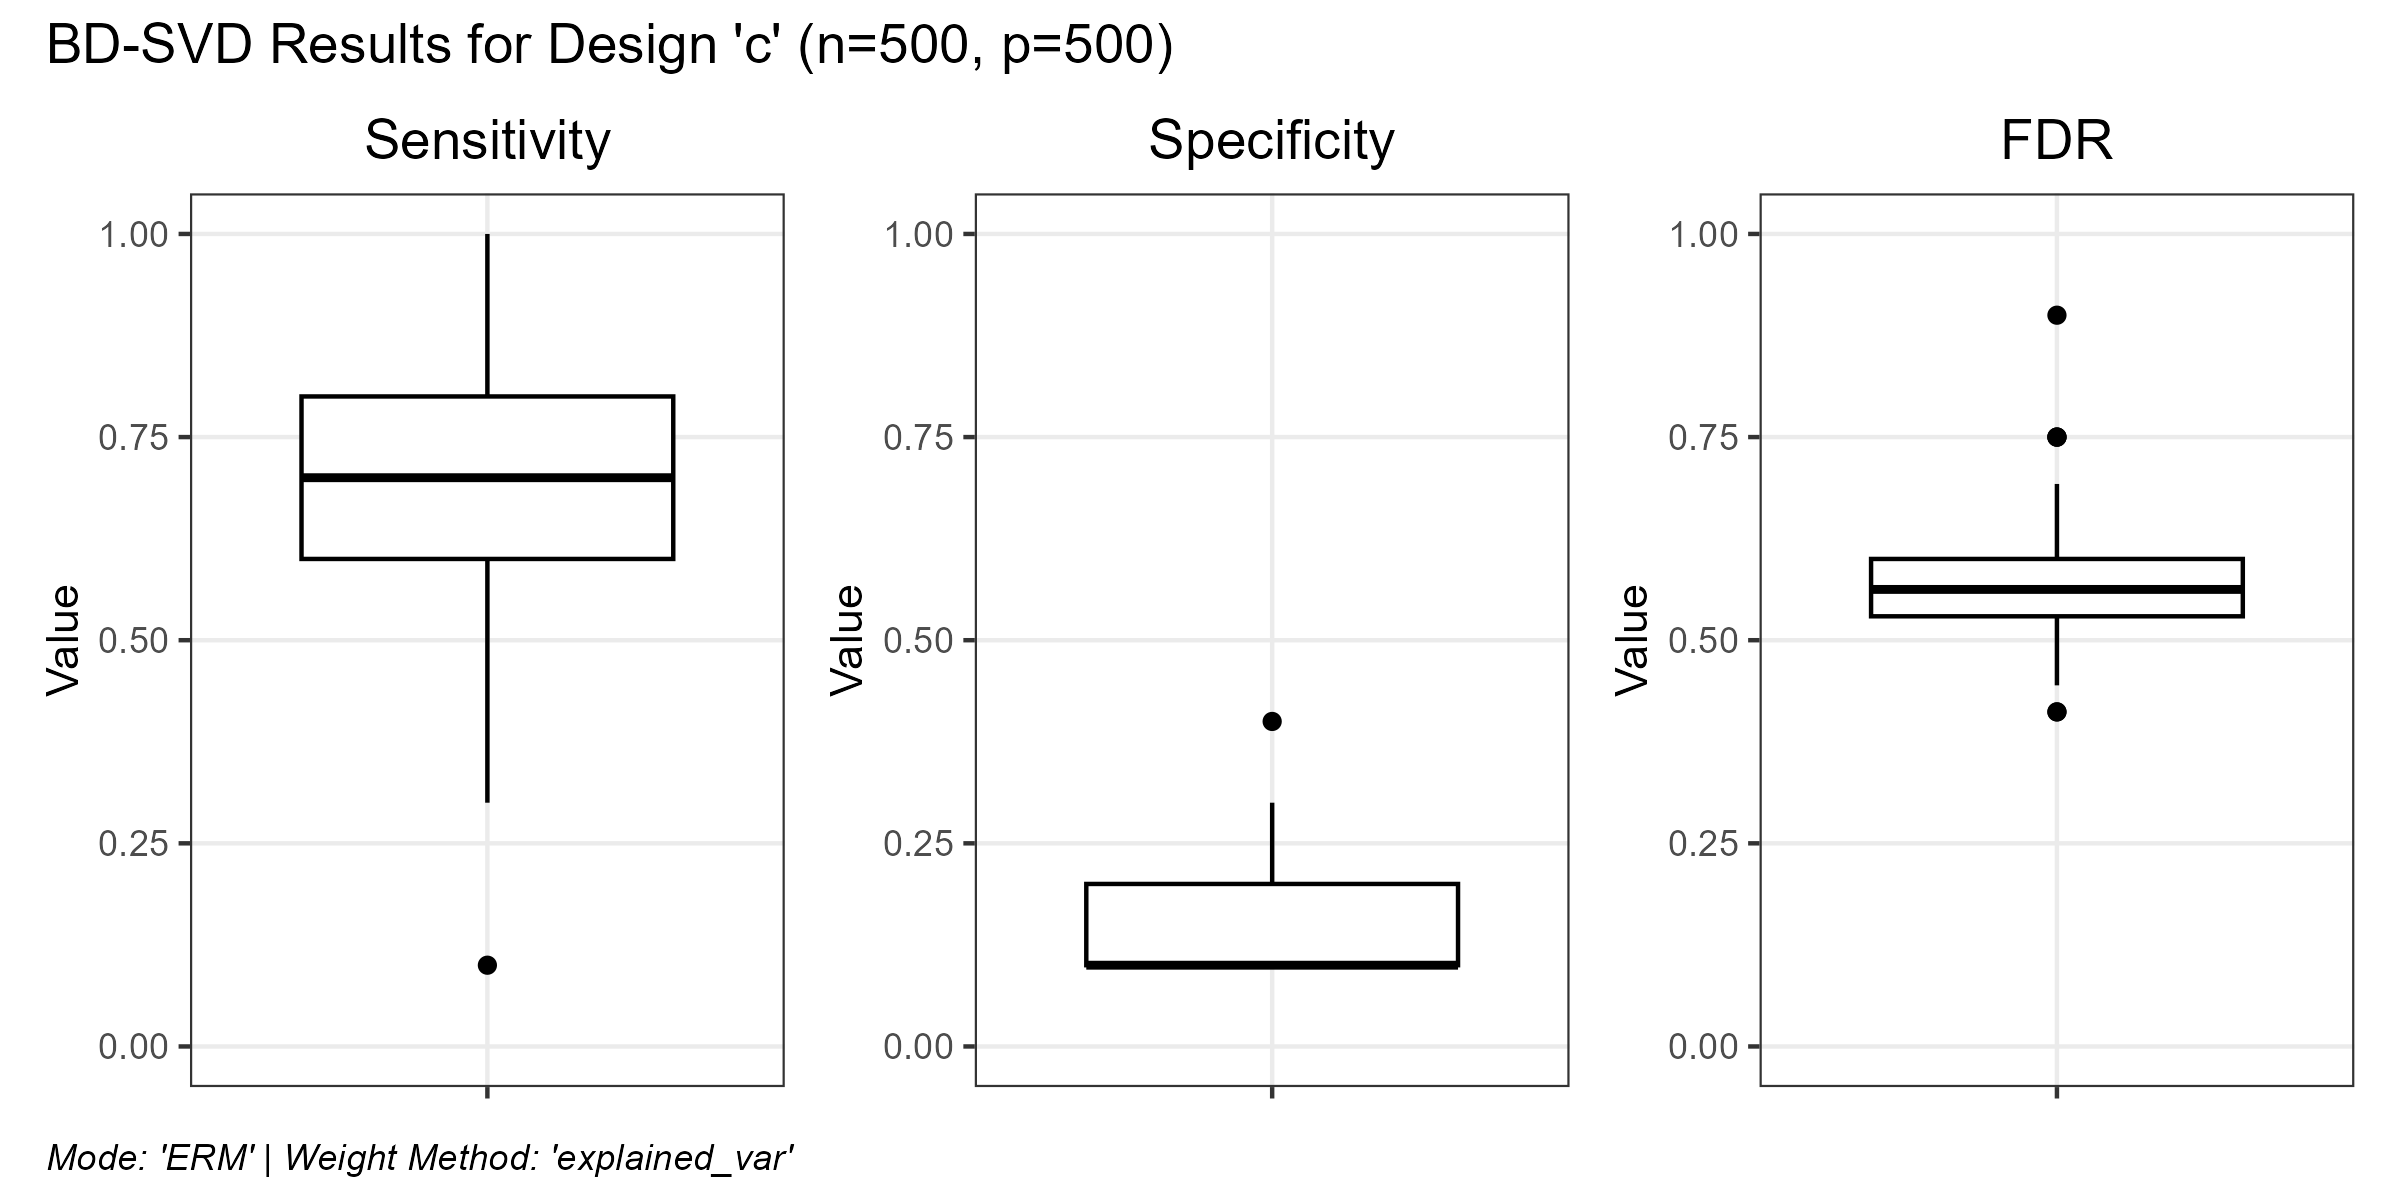 BD-SVD Results for Design 'c' (n=500, p=500)
Sensitivity
Value
1.00
0.75
0.50
0.25
0.00
Specificity
Value
1.00
0.75
0.50
0.25
0.00
FDR
Value
1.00
0.75
0.50
0.25
0.00
Mode: 'ERM' | Weight Method: 'explained_var'